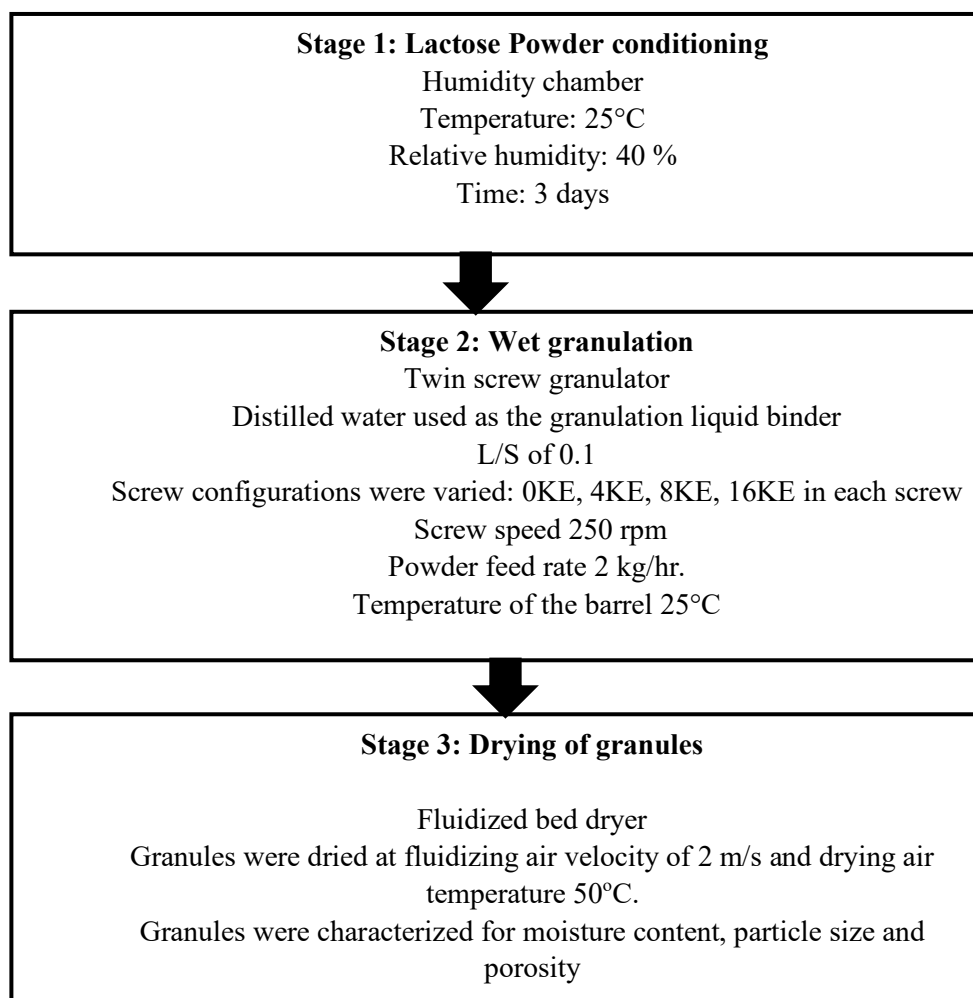 Stage 1: Lactose Powder conditioning
Humidity chamber
Temperature: 25°C
Relative humidity: 40 %
Time: 3 days
Stage 2: Wet granulation
Twin screw granulator
Distilled water used as the granulation liquid binder
L/S of 0.1
Screw configurations were varied: 0KE, 4KE, 8KE, 16KE in each screw
Screw speed 250 rpm
Powder feed rate 2 kg/hr.
Temperature of the barrel 25°C
Stage 3: Drying of granules
Fluidized bed dryer
Granules were dried at fluidizing air velocity of 2 m/s and drying air
temperature 50ºC.
Granules were characterized for moisture content, particle size and
porosity